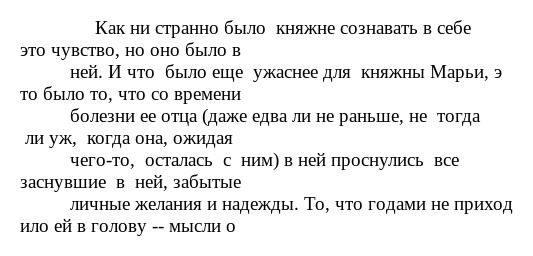 Как ни странно было  княжне сознавать в себе
это чувство, но оно было в
ней. И что  было еще  ужаснее для  княжны Марьи, э
то было то, что со времени
болезни ее отца (даже едва ли не раньше, не  тогда
ли уж,  когда она, ожидая
чего-то,  осталась  с  ним) в ней проснулись  все
заснувшие  в  ней, забытые
личные желания и надежды. То, что годами не приход
ило ей в голову -- мысли о